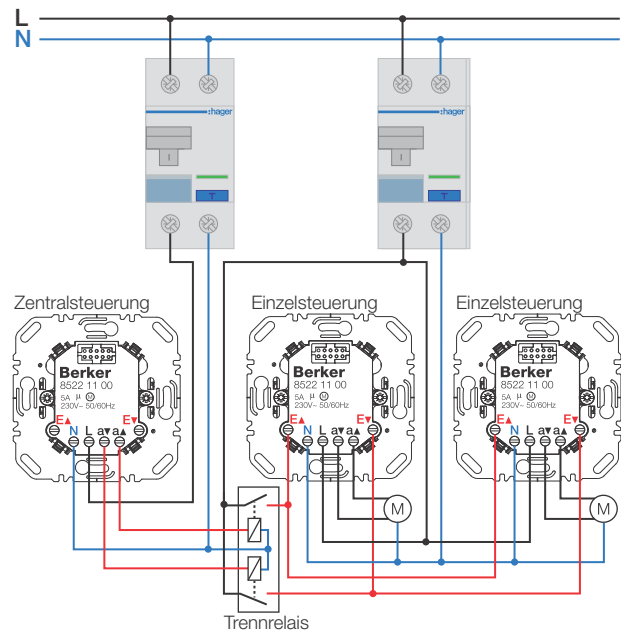 L
N
:hager
:hager
I
I
T
T
Zentralsteuerung
Einzelsteuerung
Einzelsteuerung
Berker
8522 11 00
5A µ M
230V~ 50/60Hz
E▲ N L a▼ a▲ E▼
Berker
8522 11 00
5A µ M
230V~ 50/60Hz
E▲ N L a▼ a▲ E▼
Berker
8522 11 00
5A µ M
230V~ 50/60Hz
E▲ N L a▼ a▲ E▼
M
M
Trennrelais